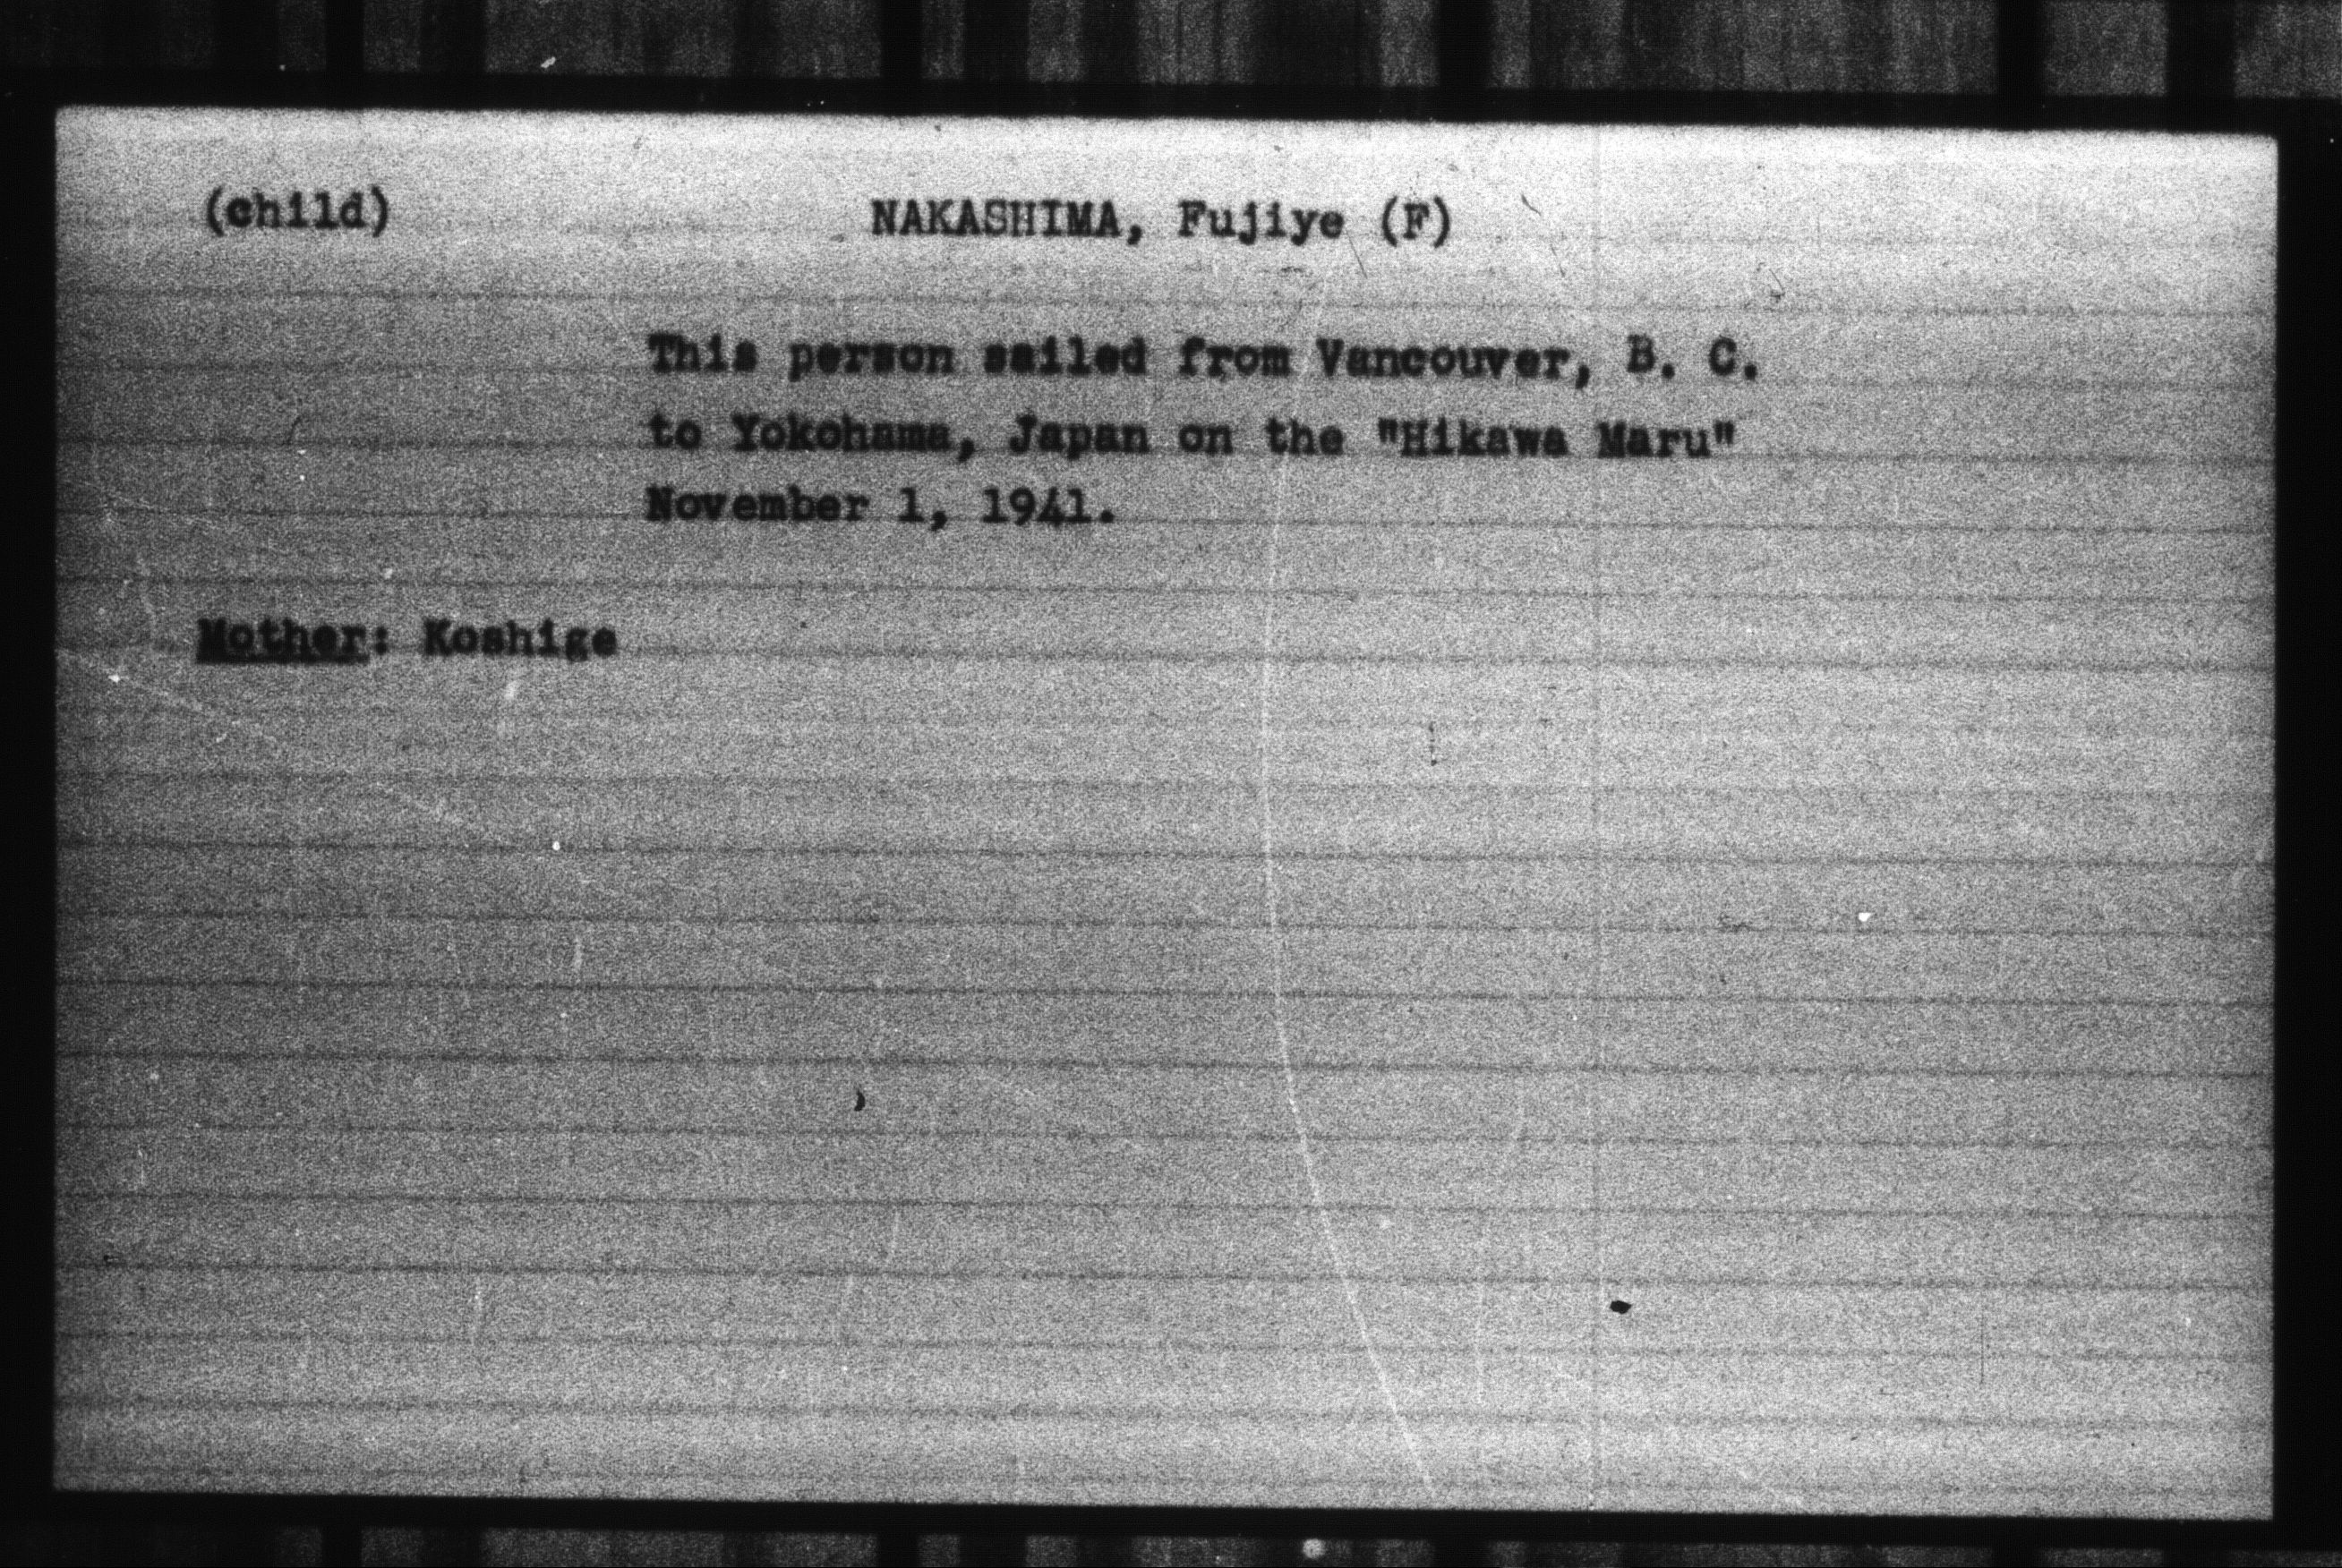 (child) NAKASHIMA, Fujiye (F)
This person sailed from Vancouver, B. C.
to Yokohama, Japan on the "Hikawa Maru"
November 1, 1941.
Mother: Koshige